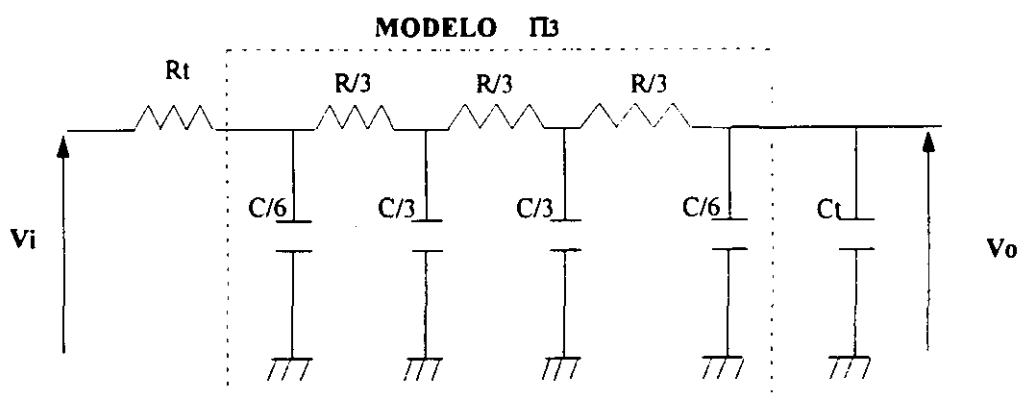 MODELO Π3
Rt
R/3
R/3
R/3
C/6
C/3
C/3
C/6
Ct
Vi
Vo